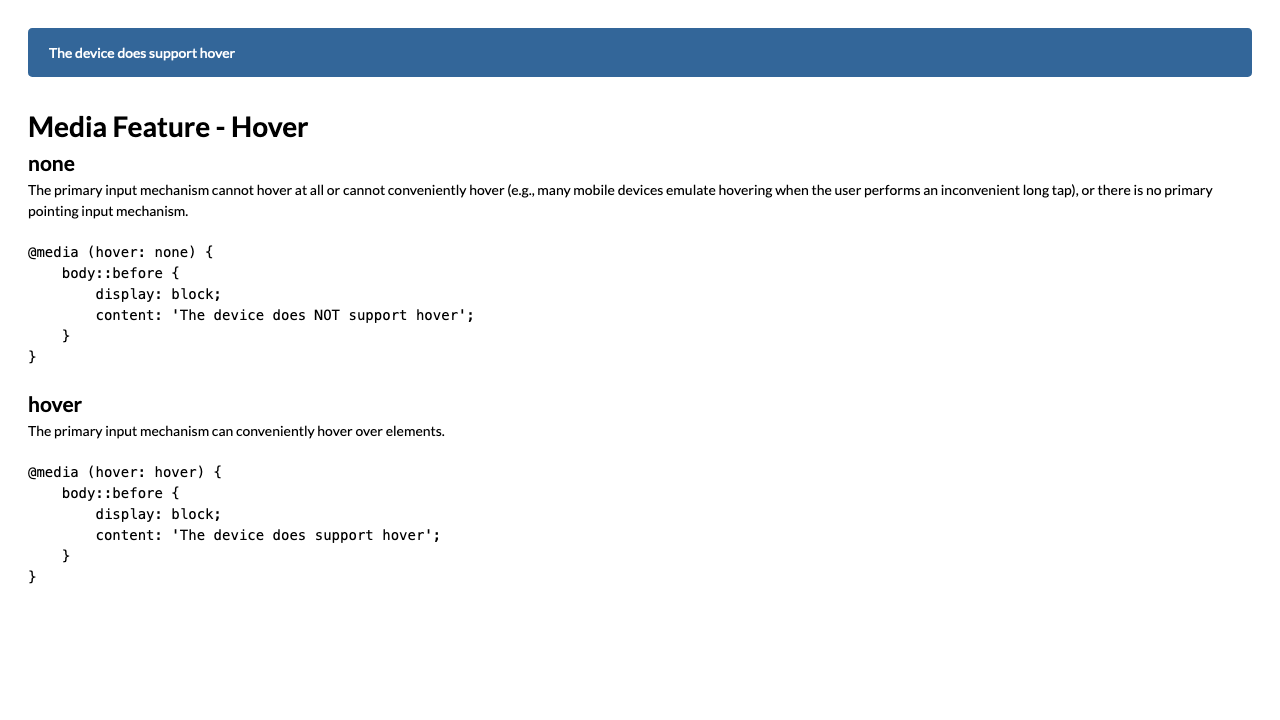 The device does support hover
Media Feature - Hover
none
The primary input mechanism cannot hover at all or cannot conveniently hover (e.g., many mobile devices emulate hovering when the user performs an inconvenient long tap), or there is no primary
pointing input mechanism.
@media (hover: none) {
    body::before {
        display: block;
        content: 'The device does NOT support hover';
    }
}
hover
The primary input mechanism can conveniently hover over elements.
@media (hover: hover) {
    body::before {
        display: block;
        content: 'The device does support hover';
    }
}